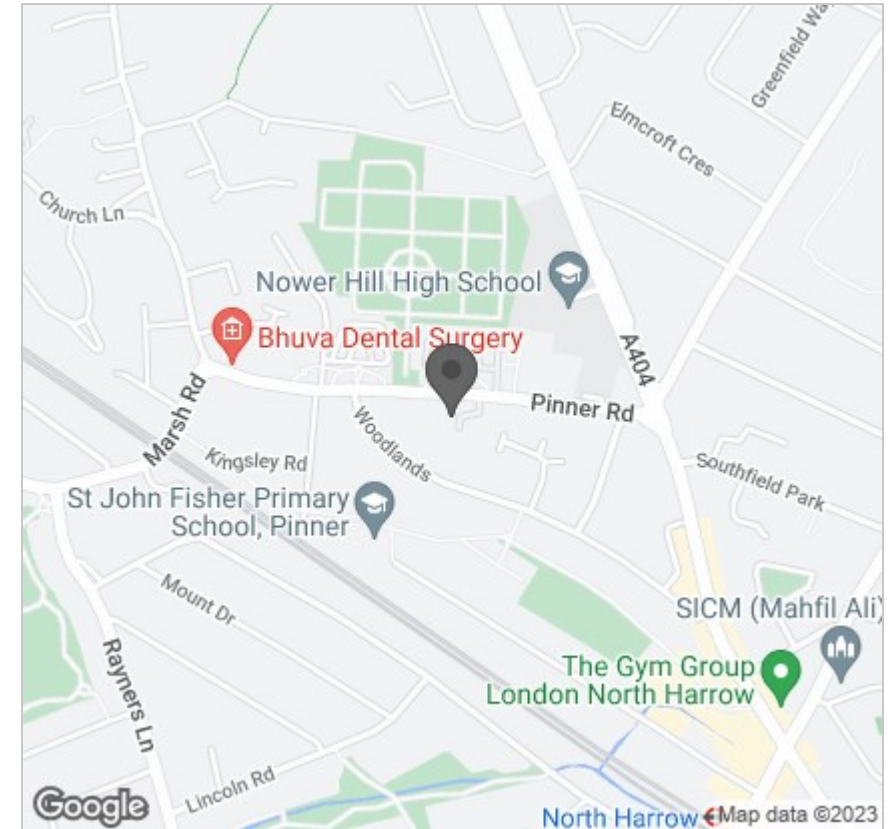 Greenfield Wa
Elmcroft Cres
Church Ln
Nower Hill High School
Bhuva Dental Surgery
A404
Pinner Rd
Marsh Rd
Woodlands
Kingsley Rd
Southfield Park
St John Fisher Primary
School, Pinner
Mount Dr
SICM (Mahfil Ali)
The Gym Group
London North Harrow
Rayners Ln
Lincoln Rd
Google
North Harrow
Map data ©2023